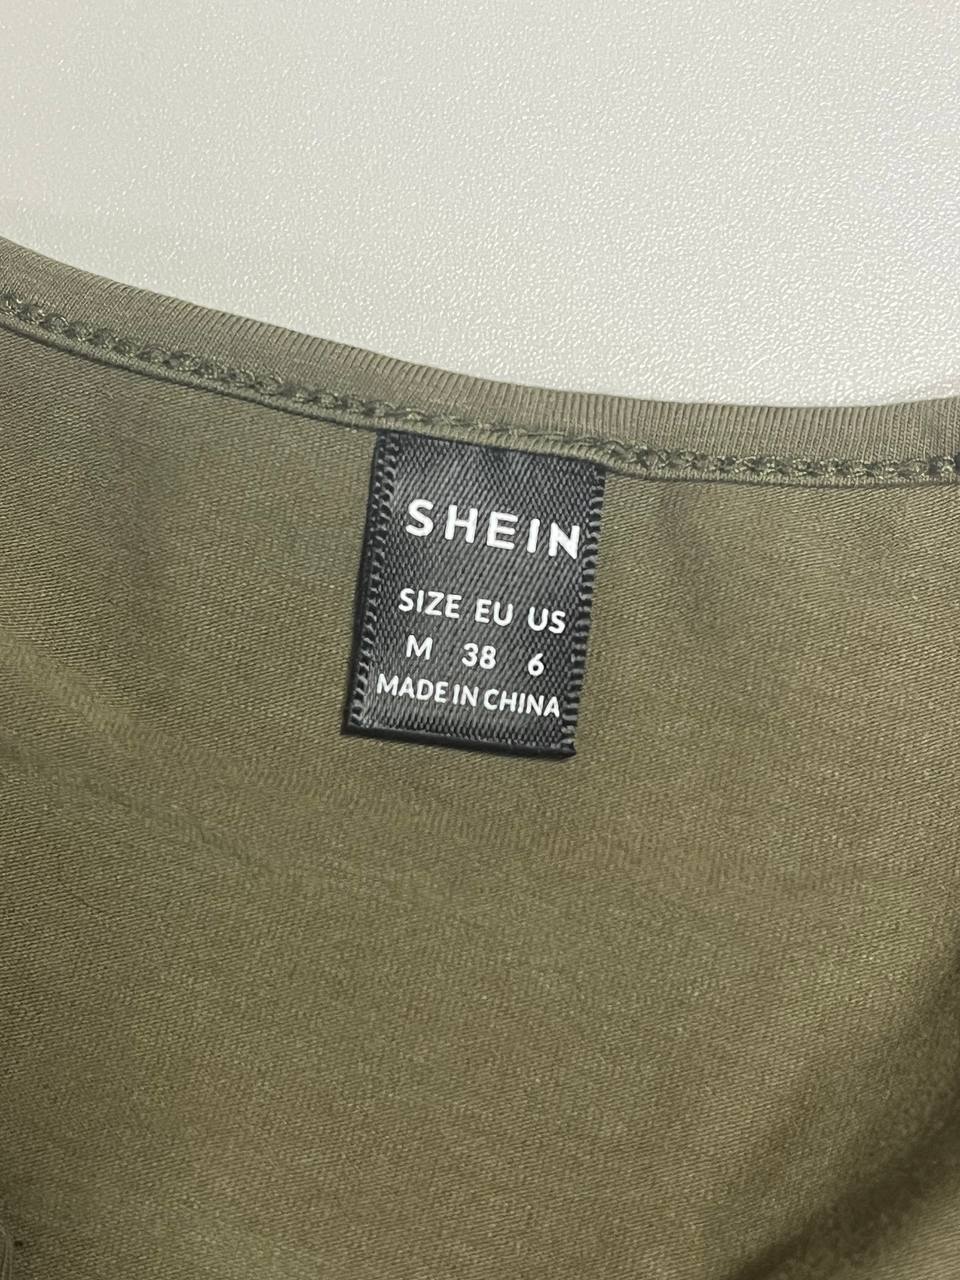 SHEIN
SIZE EU US
M 38 6
MADE IN CHINA